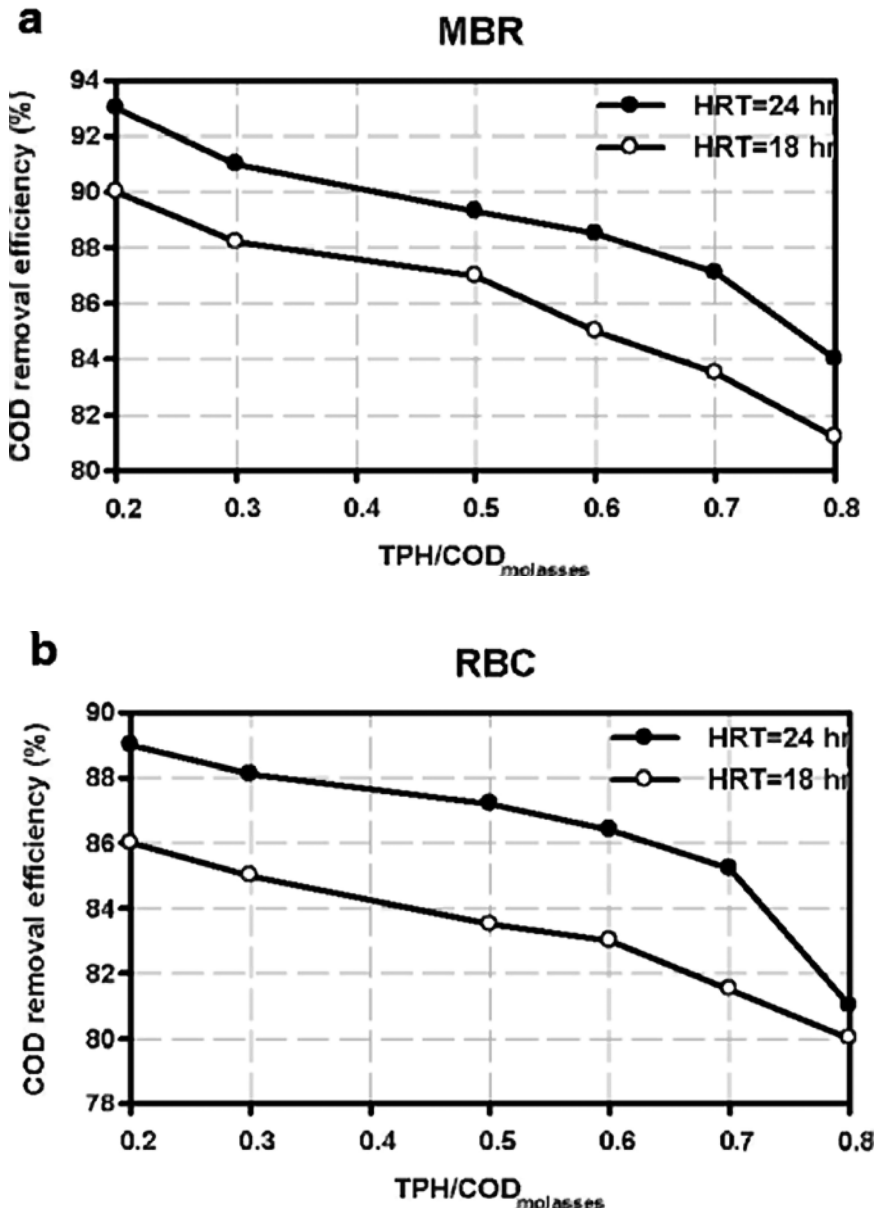 a
MBR
94
92
90
88
86
84
82
80
COD removal efficiency (%)
HRT=24 hr
HRT=18 hr
0.2 0.3 0.4 0.5 0.6 0.7 0.8
TPH/COD molasses
b
RBC
90
88
86
84
82
80
78
COD removal efficiency (%)
HRT=24 hr
HRT=18 hr
0.2 0.3 0.4 0.5 0.6 0.7 0.8
TPH/COD molasses